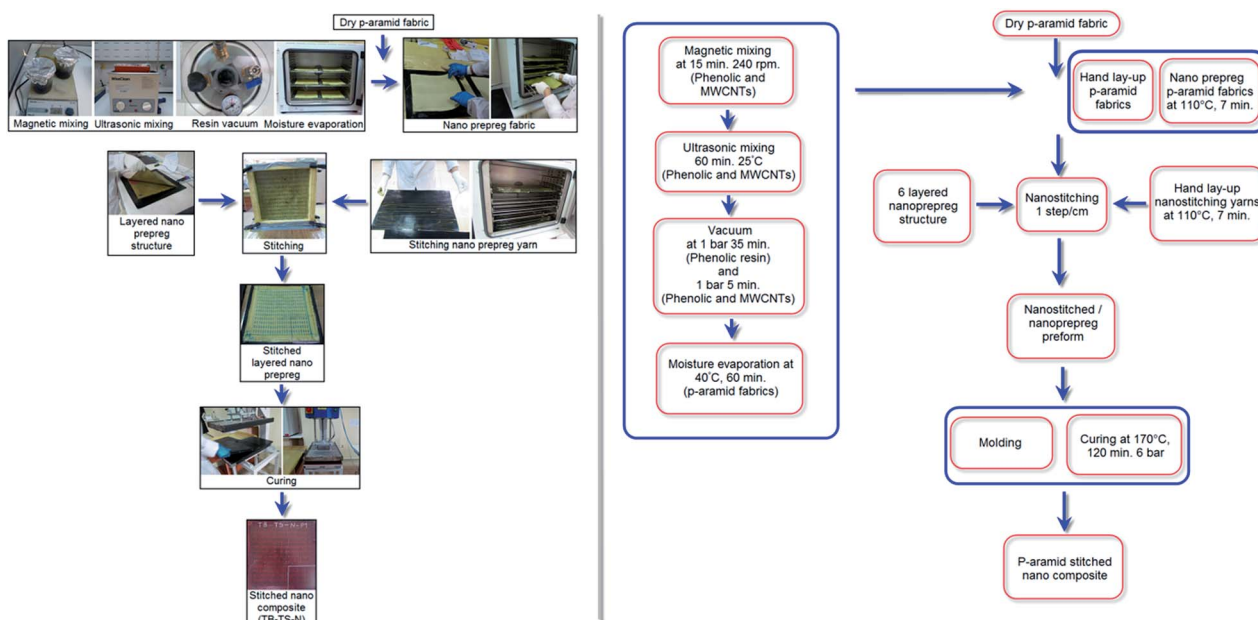 Dry p-aramid fabric
Magnetic mixing
Ultrasonic mixing
Resin vacuum
Moisture evaporation
Nano prepreg fabric
Layered nano
prepreg
structure
Stitching
Stitching nano prepreg yarn
Stitched
layered nano
prepreg
Curing
TB-TS-N-PI
Stitched nano
composite
(TB-TS-N)
Magnetic mixing
at 15 min. 240 rpm.
(Phenolic and
MWCNTs)
Ultrasonic mixing
60 min. 25°C
(Phenolic and MWCNTs)
Vacuum
at 1 bar 35 min.
(Phenolic resin)
and
1 bar 5 min.
(Phenolic and MWCNTs)
Moisture evaporation at
40°C, 60 min.
(p-aramid fabrics)
Dry p-aramid fabric
Hand lay-up
p-aramid
fabrics
Nano prepreg
p-aramid fabrics
at 110°C, 7 min.
6 layered
nanoprepreg
structure
Nanostitching
1 step/cm
Hand lay-up
nanostitching yarns
at 110°C, 7 min.
Nanostitched /
nanoprepreg
preform
Molding
Curing at 170°C,
120 min. 6 bar
P-aramid stitched
nano composite